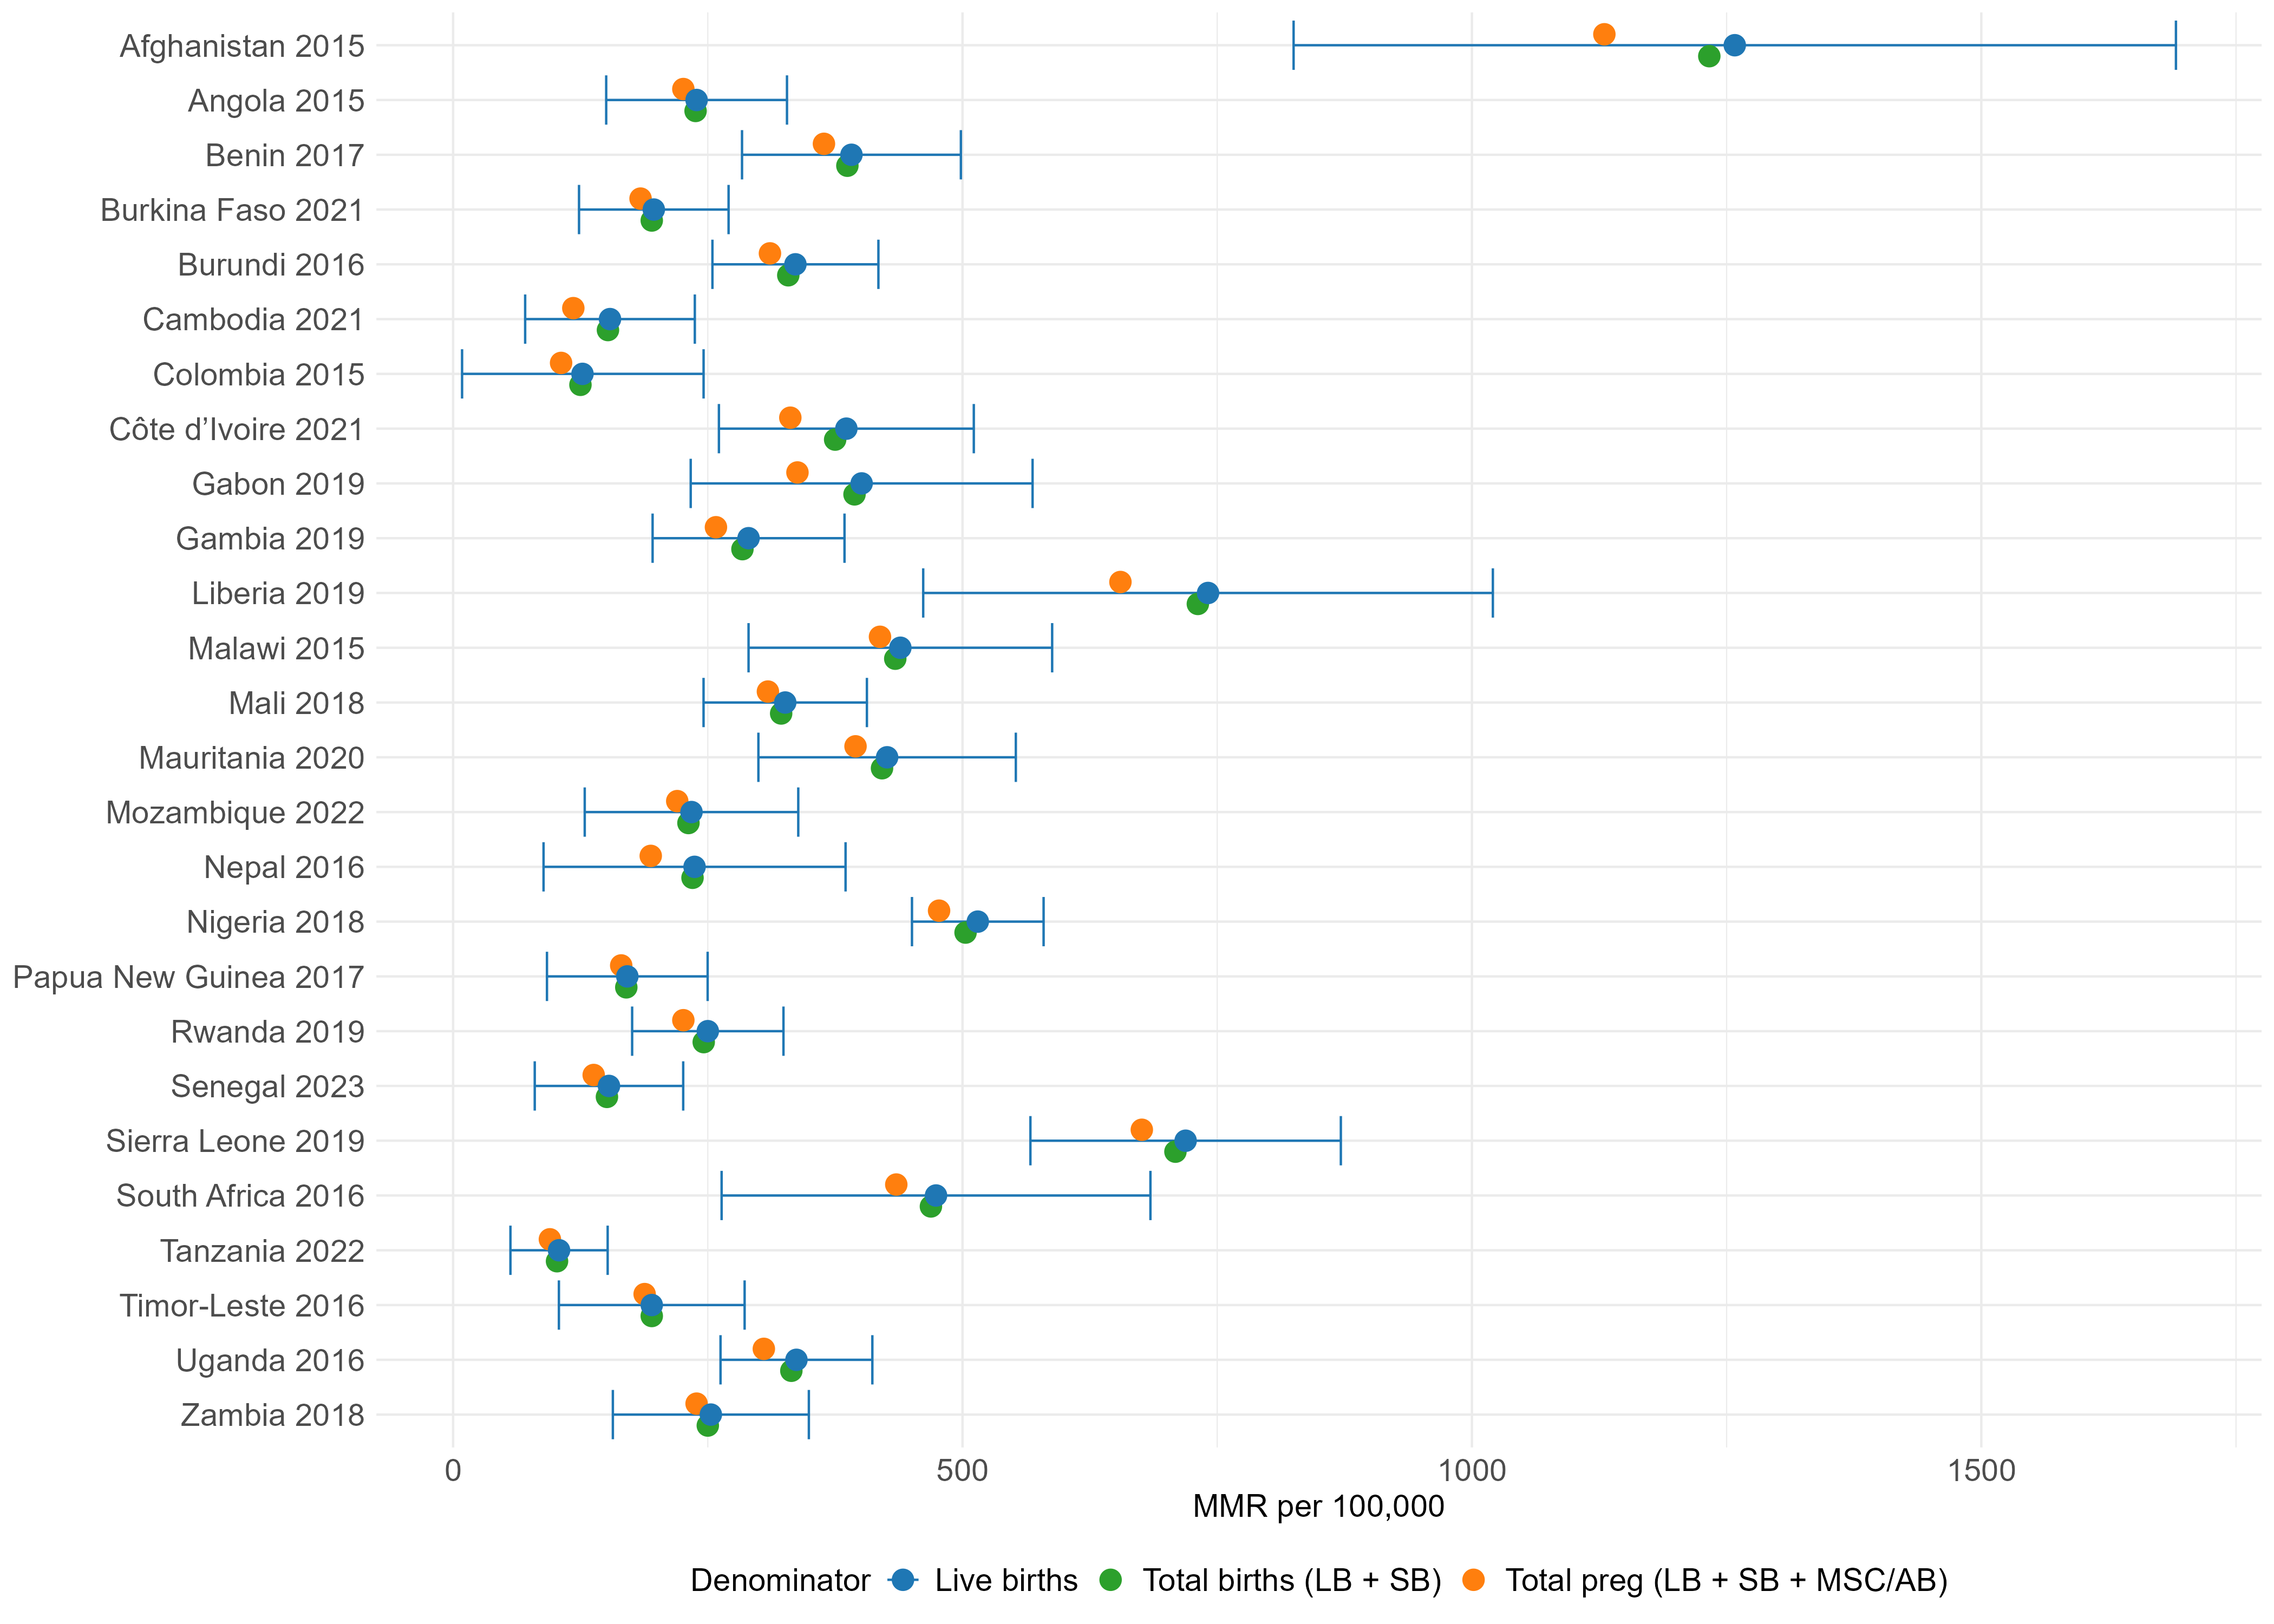 Afghanistan 2015
Angola 2015
Benin 2017
Burkina Faso 2021
Burundi 2016
Cambodia 2021
Colombia 2015
Côte d’Ivoire 2021
Gabon 2019
Gambia 2019
Liberia 2019
Malawi 2015
Mali 2018
Mauritania 2020
Mozambique 2022
Nepal 2016
Nigeria 2018
Papua New Guinea 2017
Rwanda 2019
Senegal 2023
Sierra Leone 2019
South Africa 2016
Tanzania 2022
Timor-Leste 2016
Uganda 2016
Zambia 2018
0 500 1000 1500
MMR per 100,000
Denominator Live births Total births (LB + SB) Total preg (LB + SB + MSC/AB)